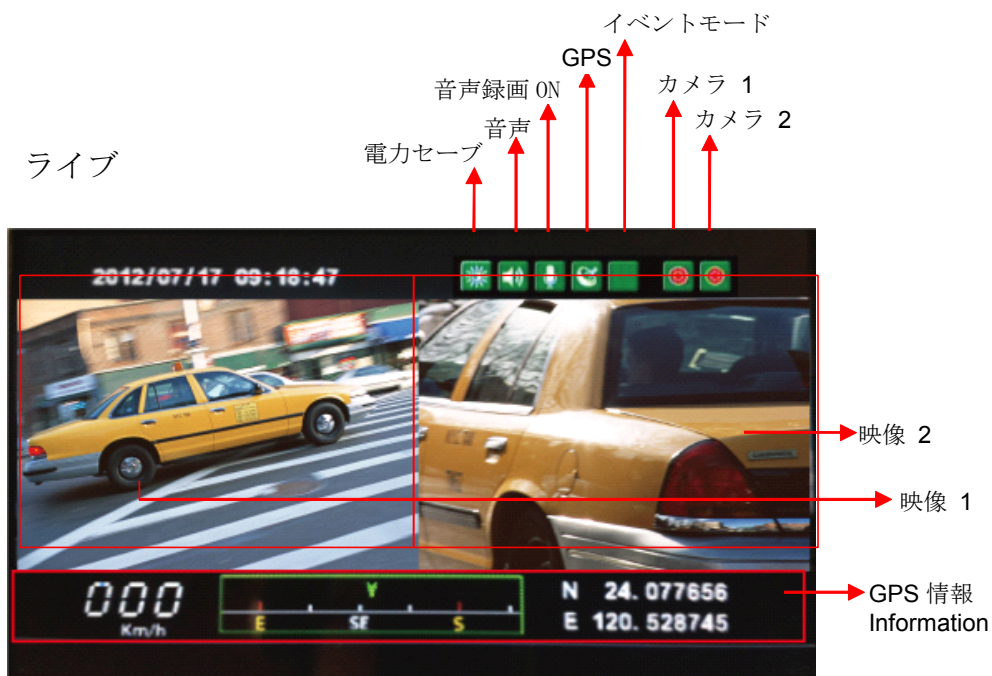 イベントモード
GPS
音声録画 ON
カメラ 1
音声
カメラ 2
電力セーブ
ライブ
2012/07/17 09:18:47
映像 2
映像 1
000
Km/h
E SE S
N 24.077656
E 120.528745
GPS 情報
Information